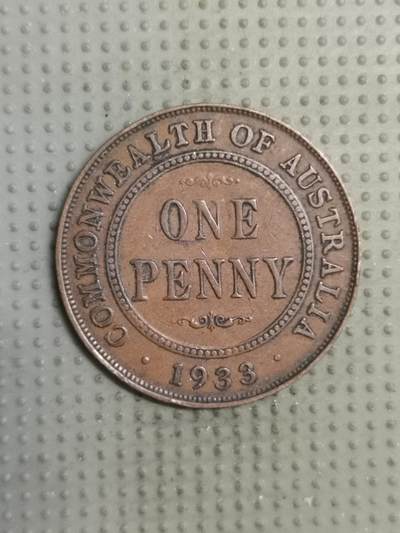 COMMONWEALTH OF AUSTRALIA
ONE
PENNY
· 1933 ·